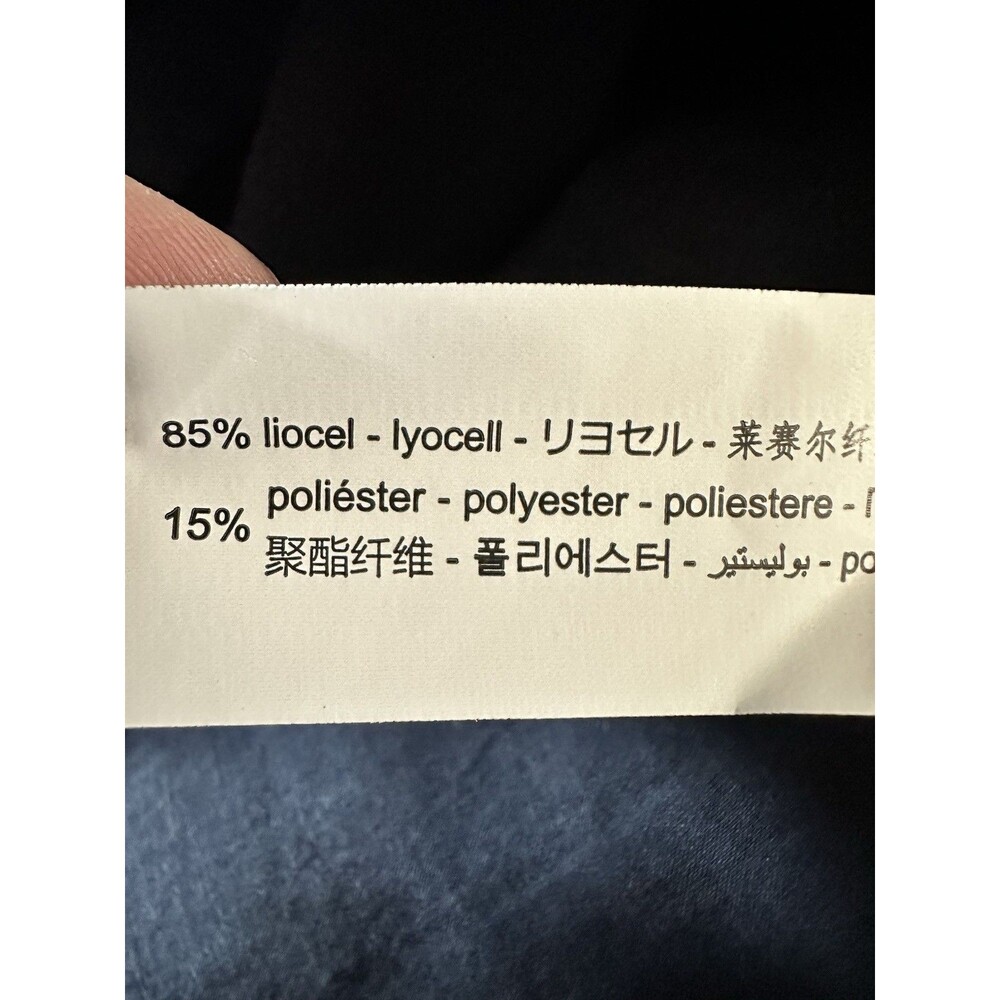 85% liocel - lyocell - リヨセル - 莱赛尔纤
15% poliéster - polyester - poliestere -
聚酯纤维 - 폴리에스터 - بوليستير - po